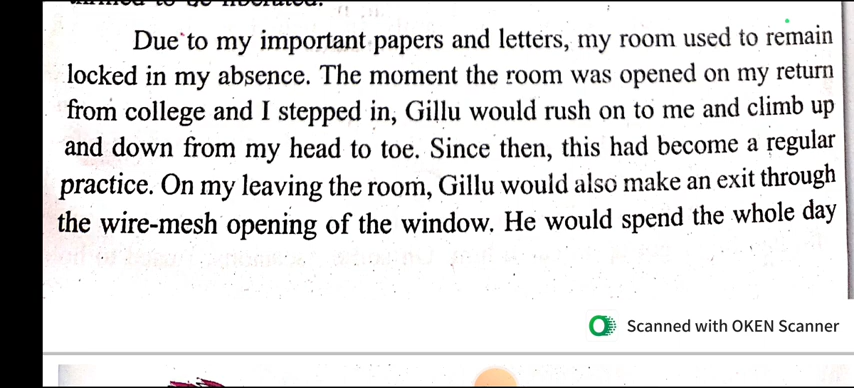 Due to my important papers and letters, my room used to remain
locked in my absence. The moment the room was opened on my return
from college and I stepped in, Gillu would rush on to me and climb up
and down from my head to toe. Since then, this had become a regular
practice. On my leaving the room, Gillu would also make an exit through
the wire-mesh opening of the window. He would spend the whole day
Scanned with OKEN Scanner